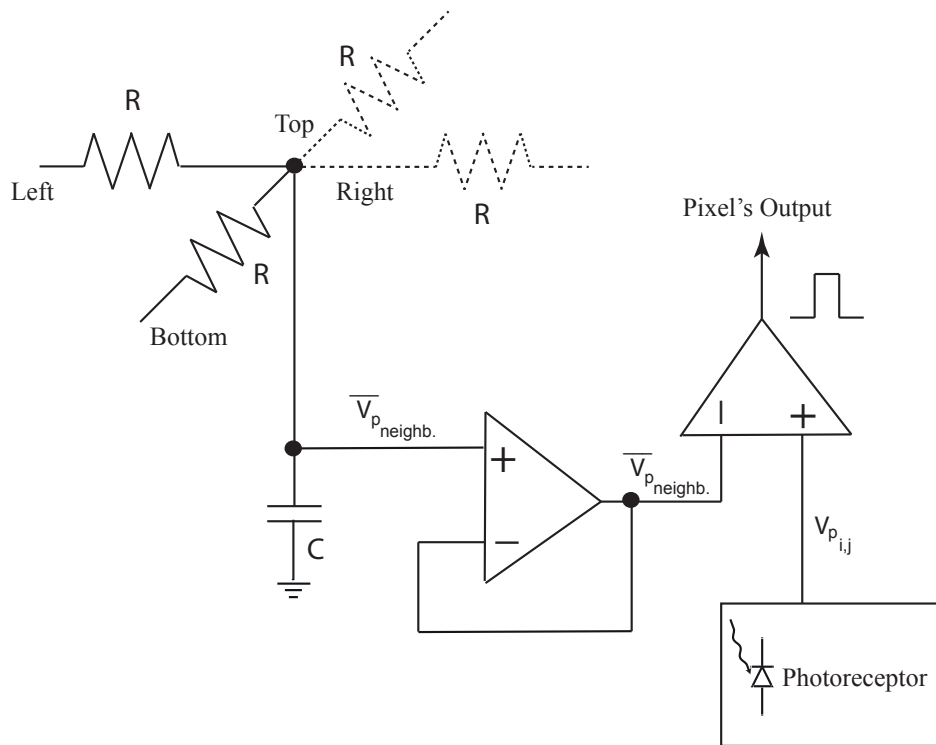 R
R
Top
Left
Right
R
R
Bottom
Pixel's Output
V̅p neighb.
+
−
V̅p neighb.
−
+
Vp i,j
C
Photoreceptor